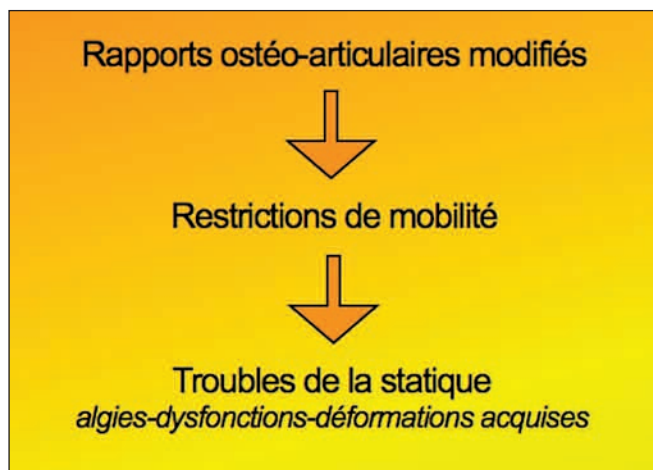 Rapports ostéo-articulaires modifiés
Restrictions de mobilité
Troubles de la statique
algies-dysfonctions-déformations acquises